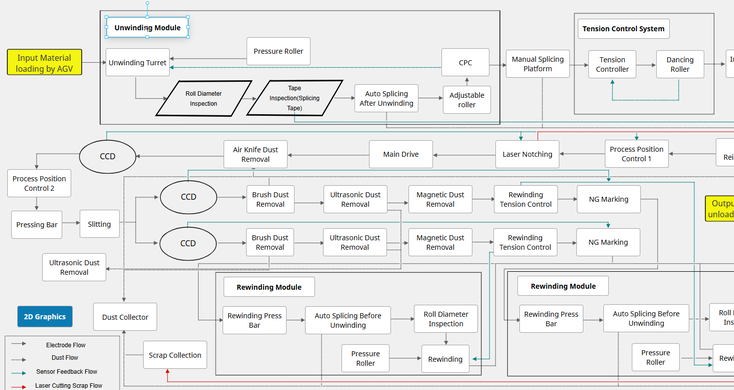 Unwinding Module
Tension Control System
Input Material
loading by AGV
Unwinding Turret
Pressure Roller
CPC
Manual Splicing
Platform
Tension
Controller
Dancing
Roller
Roll Diameter
Inspection
Tape
Inspection(Splicing
Tape)
Auto Splicing
After Unwinding
Adjustable
roller
CCD
Air Knife Dust
Removal
Main Drive
Laser Notching
Process Position
Control 1
Process Position
Control 2
CCD
Brush Dust
Removal
Ultrasonic Dust
Removal
Magnetic Dust
Removal
Rewinding
Tension Control
NG Marking
Pressing Bar
Slitting
CCD
Brush Dust
Removal
Ultrasonic Dust
Removal
Magnetic Dust
Removal
Rewinding
Tension Control
NG Marking
Ultrasonic Dust
Removal
Rewinding Module
Rewinding Module
2D Graphics
Dust Collector
Rewinding Press
Bar
Auto Splicing Before
Unwinding
Roll Diameter
Inspection
Rewinding Press
Bar
Auto Splicing Before
Unwinding
Scrap Collection
Pressure
Roller
Rewinding
Pressure
Roller
Electrode Flow
Dust Flow
Sensor Feedback Flow
Laser Cutting Scrap Flow